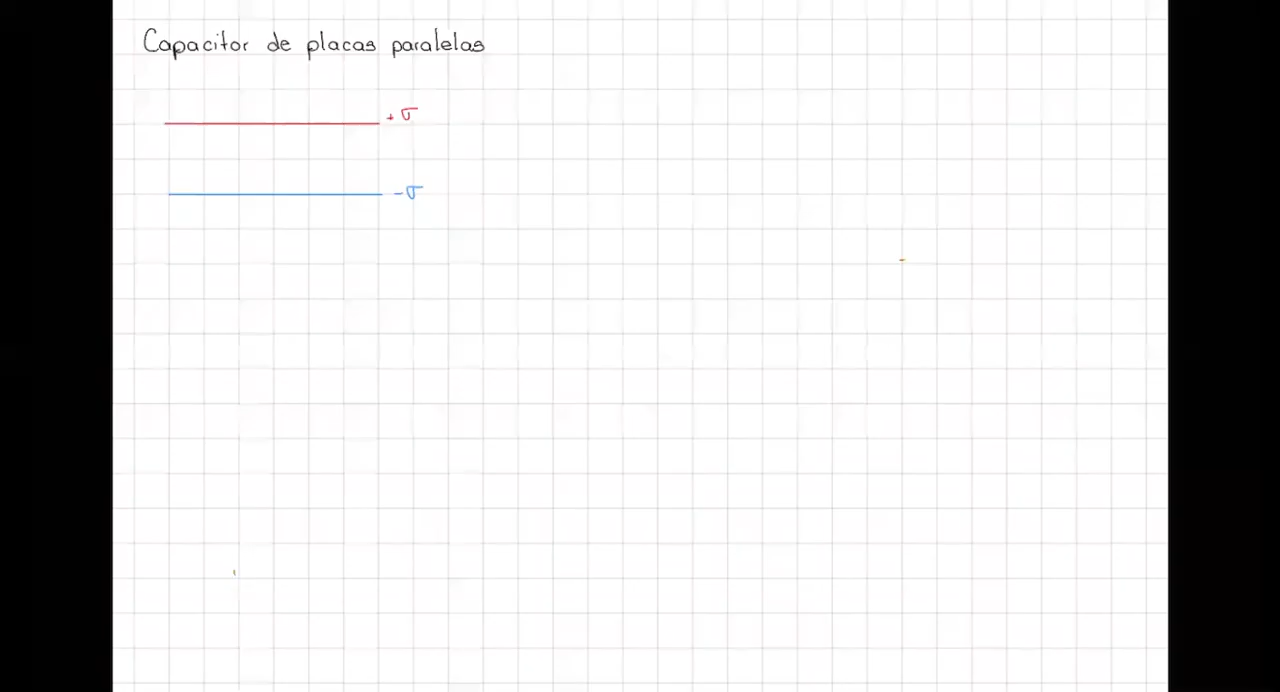 Capacitor de placas paralelas
+ σ
- σ